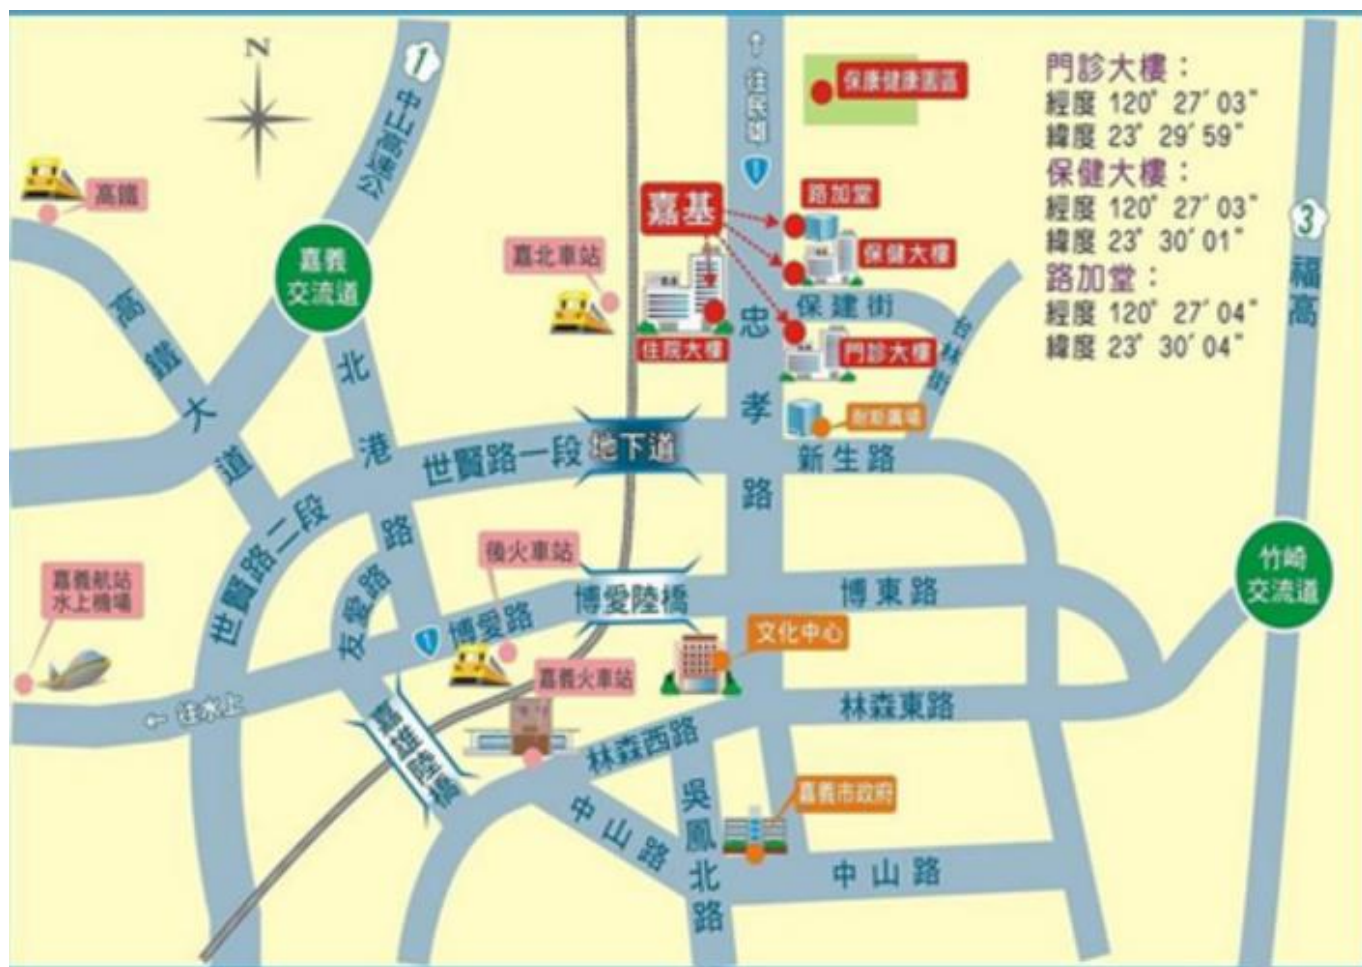 N
1
中山高速公
往民雄
1
保康健康園區
門診大樓：
經度 120° 27′ 03"
緯度 23° 29′ 59"
保健大樓：
經度 120° 27′ 03"
緯度 23° 30′ 01"
路加堂：
經度 120° 27′ 04"
緯度 23° 30′ 04"
3
福高
高鐵
嘉義
交流道
嘉北車站
嘉基
路加堂
保健大樓
保建街
住院大樓
門診大樓
台林街
耐斯廣場
高鐵大道
北港路
世賢路一段
地下道
忠孝路
新生路
世賢路二段
友愛路
後火車站
嘉義航站
水上機場
1
博愛路
博愛陸橋
博東路
竹崎
交流道
文化中心
嘉義火車站
←往水上
嘉雄陸橋
林森西路
林森東路
中山路
吳鳳北路
嘉義市政府
中山路